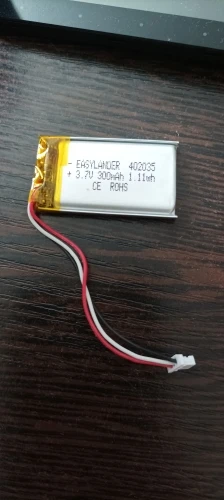 - EASYLANDER 402035
+ 3.7V 300mAh 1.11wh
CE ROHS